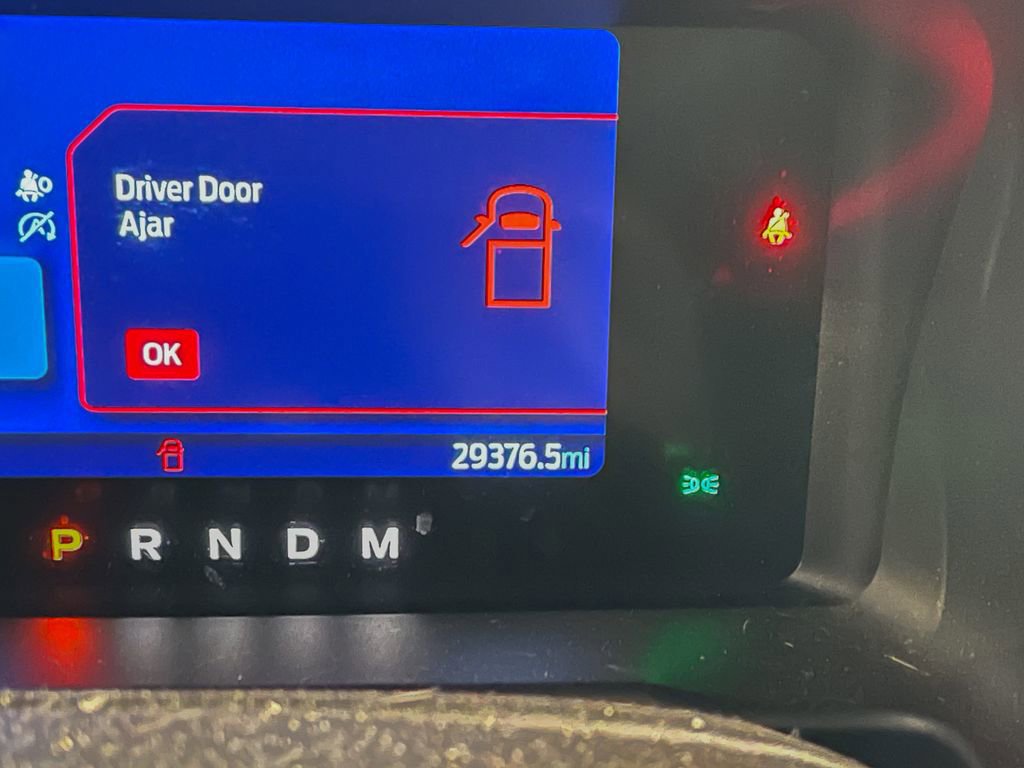 Driver Door
Ajar
OK
29376.5mi
P R N D M